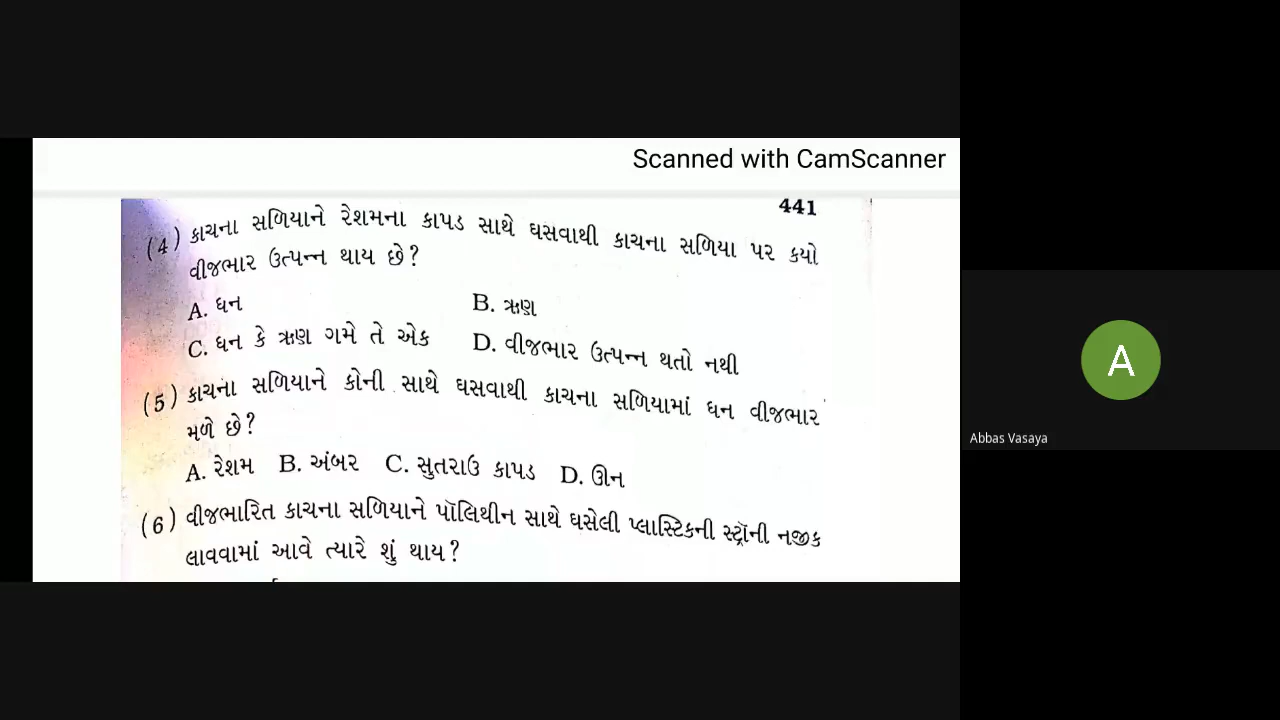 Scanned with CamScanner
441
(4) કાચના સળિયાને રેશમના કાપડ સાથે ઘસવાથી કાચના સળિયા પર કયો
વીજભાર ઉત્પન્ન થાય છે?
A. ધન B. ઋણ
C. ધન કે ઋણ ગમે તે એક D. વીજભાર ઉત્પન્ન થતો નથી
(5) કાચના સળિયાને કોની સાથે ઘસવાથી કાચના સળિયામાં ધન વીજભાર
મળે છે?
A. રેશમ B. અંબર C. સુતરાઉ કાપડ D. ઊન
(6) વીજભારિત કાચના સળિયાને પૉલિથીન સાથે ઘસેલી પ્લાસ્ટિકની સ્ટ્રૉની નજીક
લાવવામાં આવે ત્યારે શું થાય?
A
Abbas Vasaya